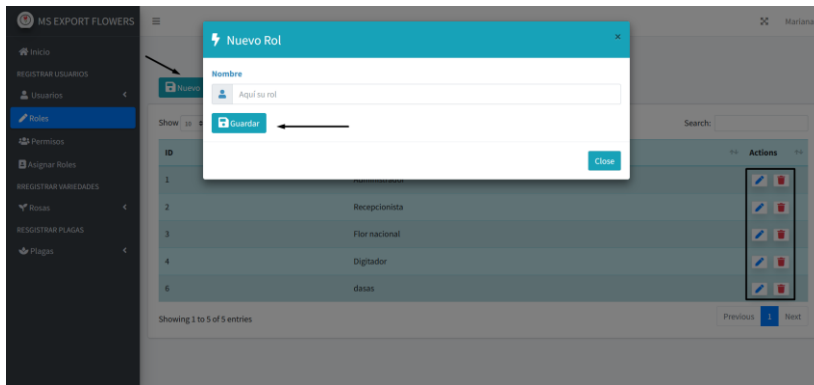 MS EXPORT FLOWERS
Mariana
Inicio
REGISTRAR USUARIOS
Usuarios
Roles
Permisos
Asignar Roles
RREGISTRAR VARIEDADES
Rosas
RESGISTRAR PLAGAS
Plagas
Nuevo Rol
×
Nombre
Aquí su rol
Guardar
Close
Nuevo
Show 10
Search:
ID Actions
1 Administrador
2 Recepcionista
3 Flor nacional
4 Digitador
6 dasas
Showing 1 to 5 of 5 entries
Previous 1 Next